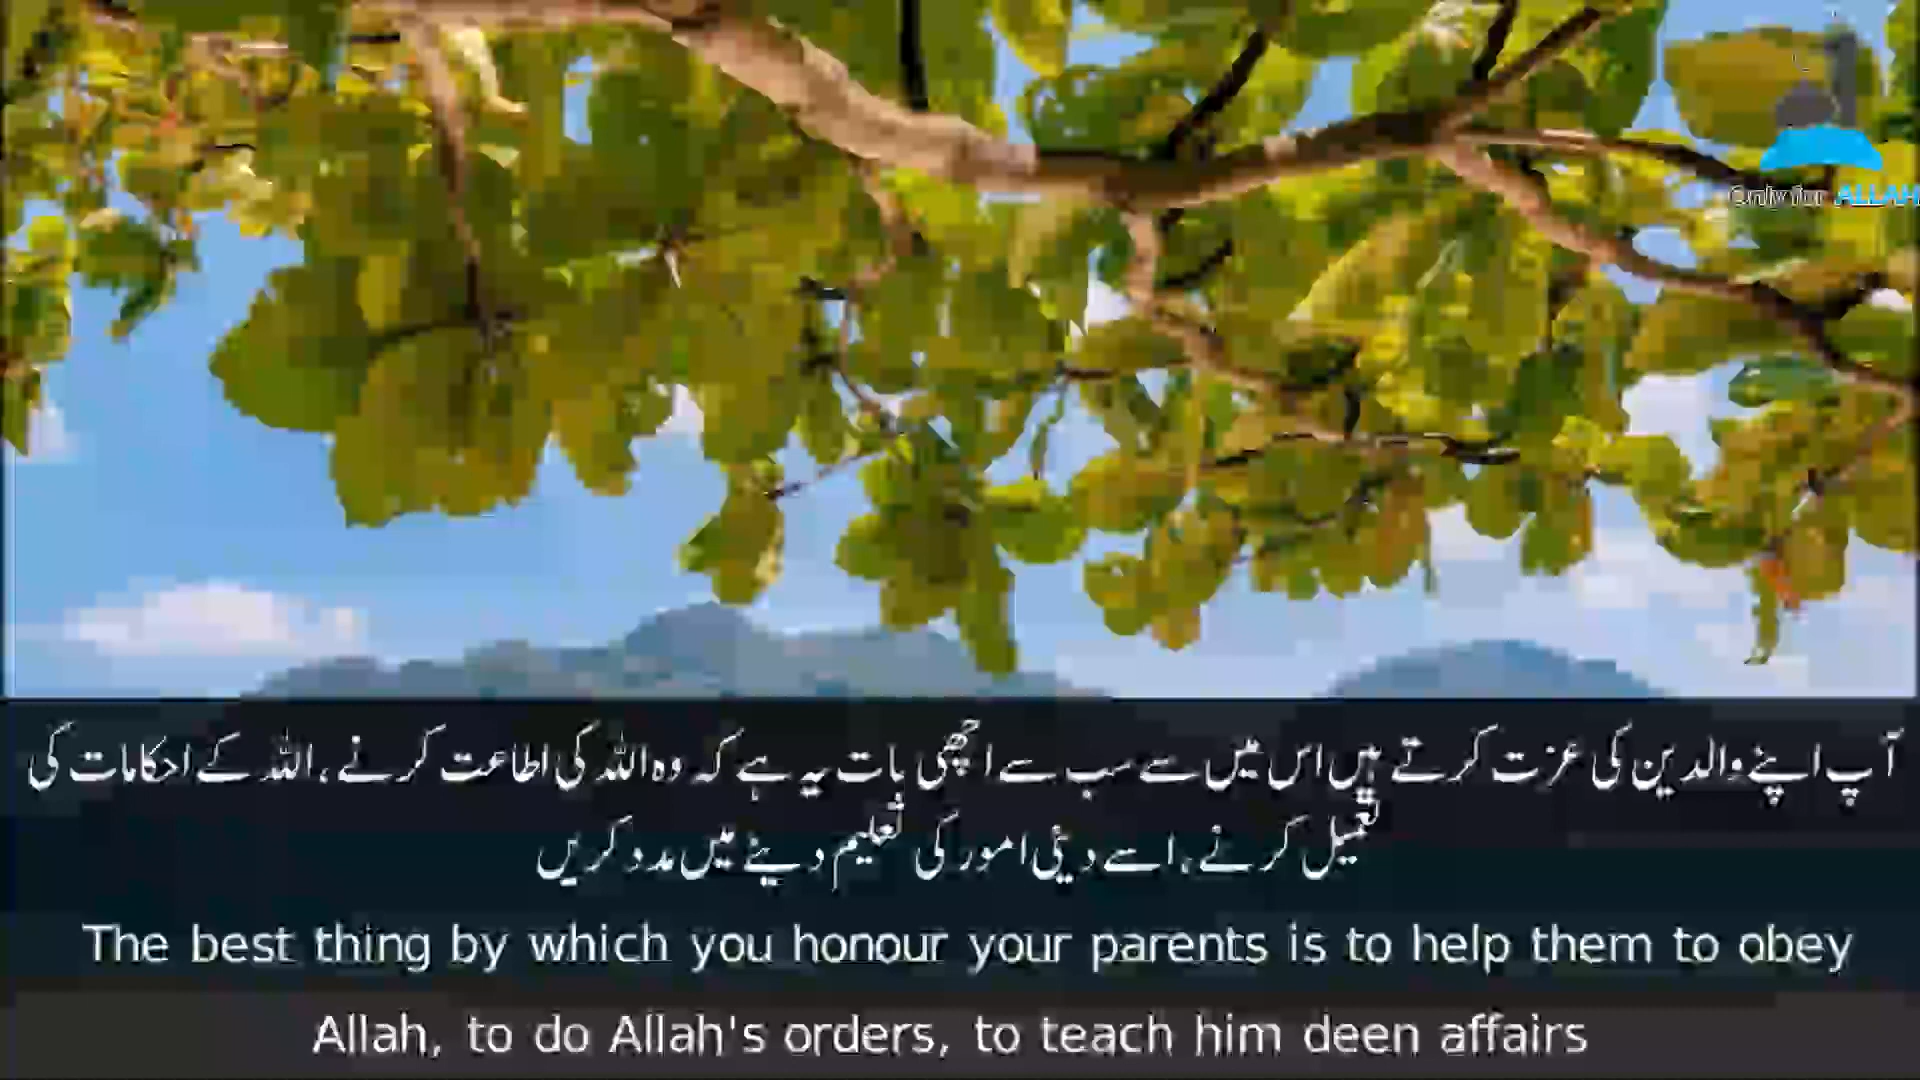 Only for ALLAH
آپ اپنے والدین کی عزت کرتے ہیں اس میں سے سب سے اچھی بات یہ ہے کہ وہ اللہ کی اطاعت کرنے، اللہ کے احکامات کی
تعمیل کرنے، اسے دینی امور کی تعلیم دینے میں مدد کریں
The best thing by which you honour your parents is to help them to obey
Allah, to do Allah's orders, to teach him deen affairs